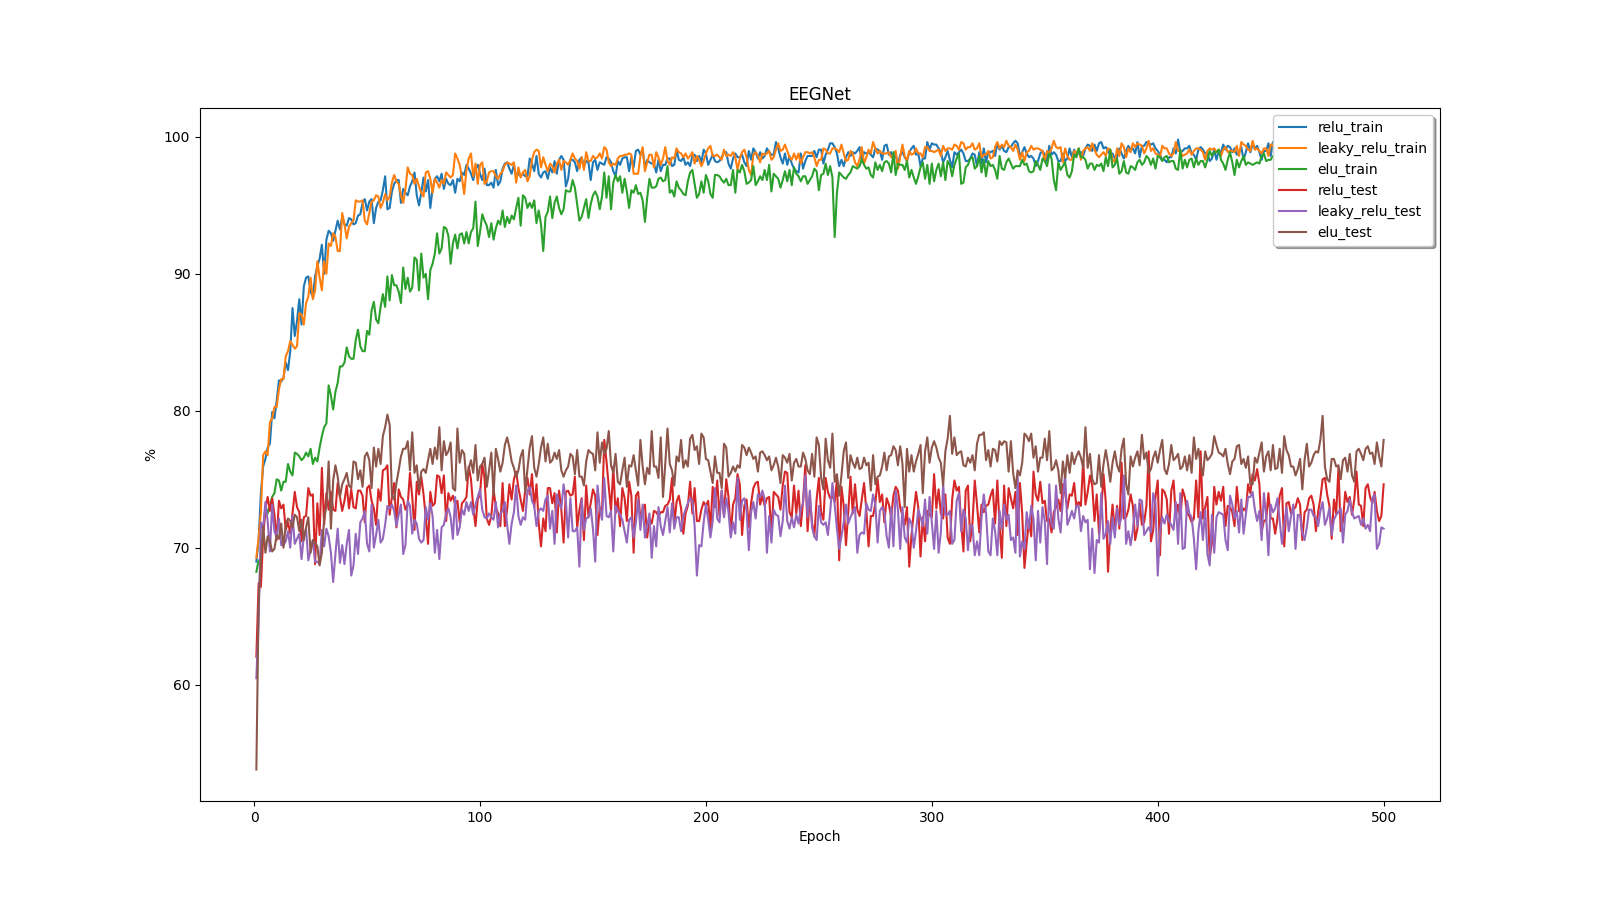 EEGNet
100
90
80
70
60
%
0
100
200
300
400
500
Epoch
relu_train
leaky_relu_train
elu_train
relu_test
leaky_relu_test
elu_test